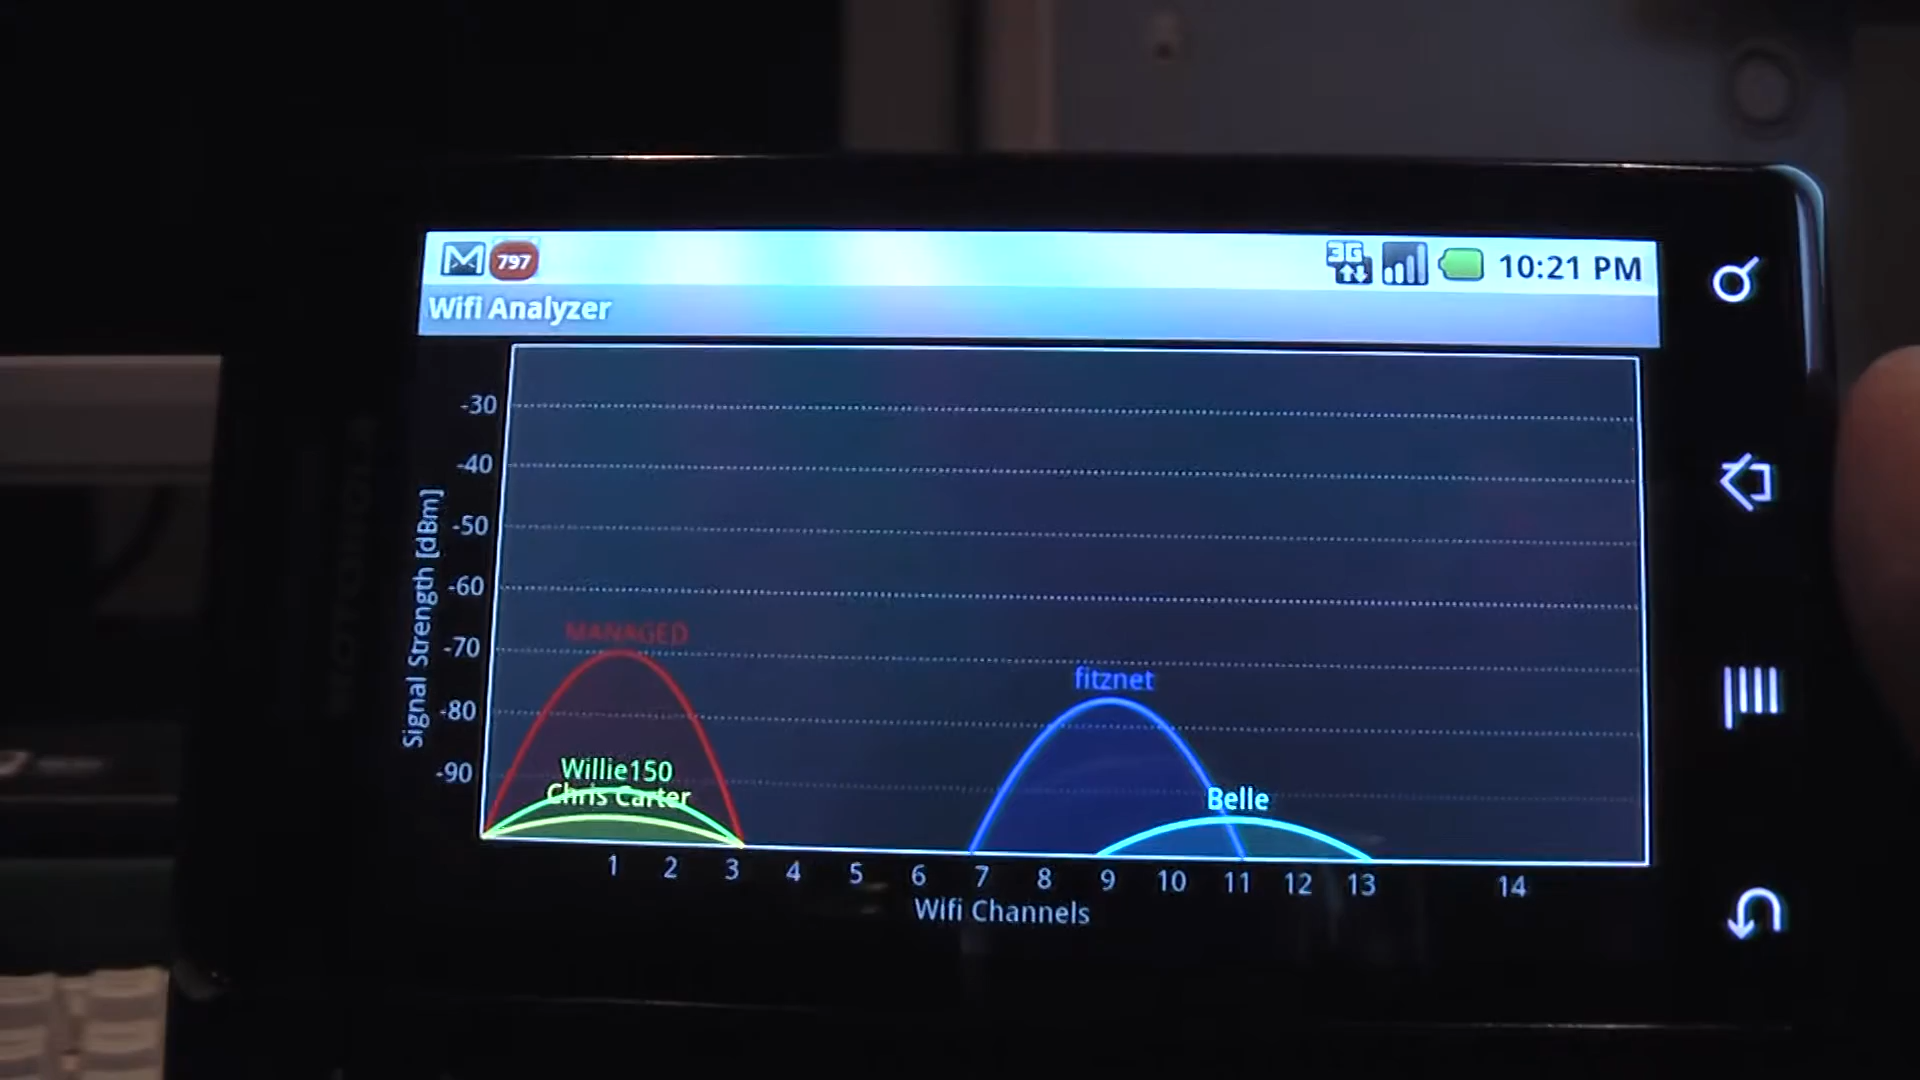 797
3G
10:21 PM
Wifi Analyzer
-30
-40
-50
-60
-70
-80
-90
Signal Strength [dBm]
MANAGED
fitznet
Willie150
Chris Carter
Belle
1 2 3 4 5 6 7 8 9 10 11 12 13 14
Wifi Channels
MOTOROLA